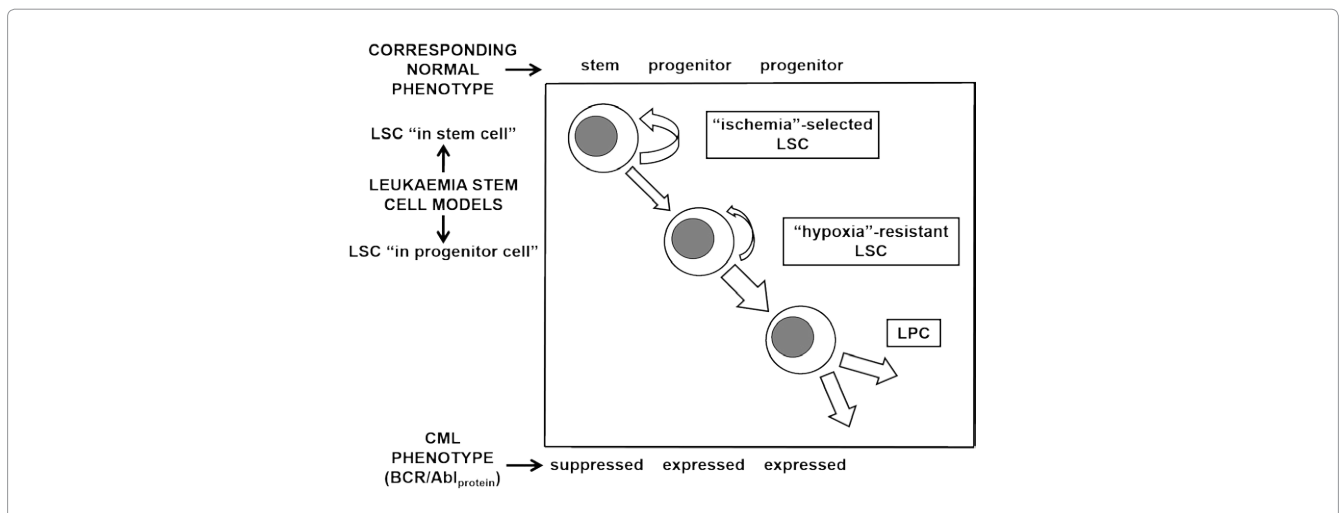 CORRESPONDING
NORMAL
PHENOTYPE
stem progenitor progenitor
LSC “in stem cell”
LEUKAEMIA STEM
CELL MODELS
LSC “in progenitor cell”
“ischemia”-selected
LSC
“hypoxia”-resistant
LSC
LPC
CML
PHENOTYPE
(BCR/Ablprotein)
suppressed expressed expressed